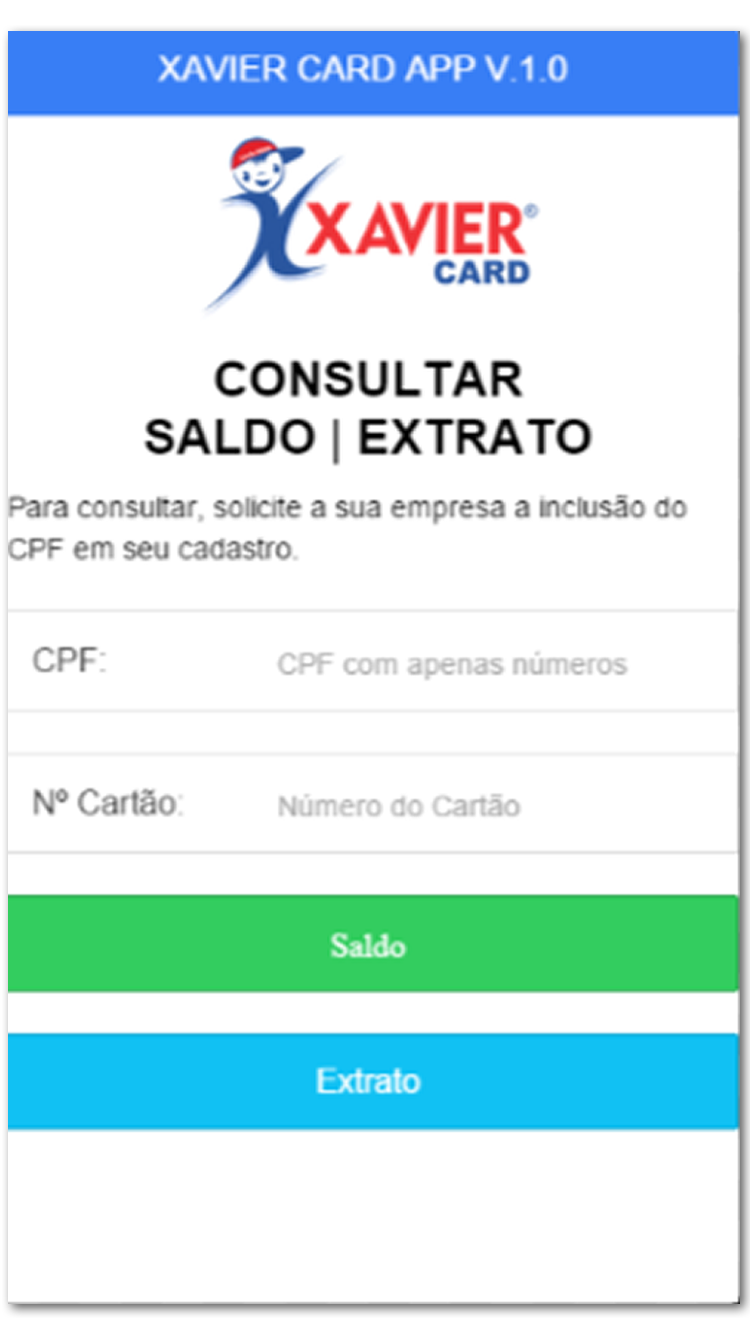 XAVIER CARD APP V.1.0
XAVIER®
CARD
CONSULTAR
SALDO | EXTRATO
Para consultar, solicite a sua empresa a inclusão do
CPF em seu cadastro.
CPF: CPF com apenas números
Nº Cartão: Número do Cartão
Saldo
Extrato